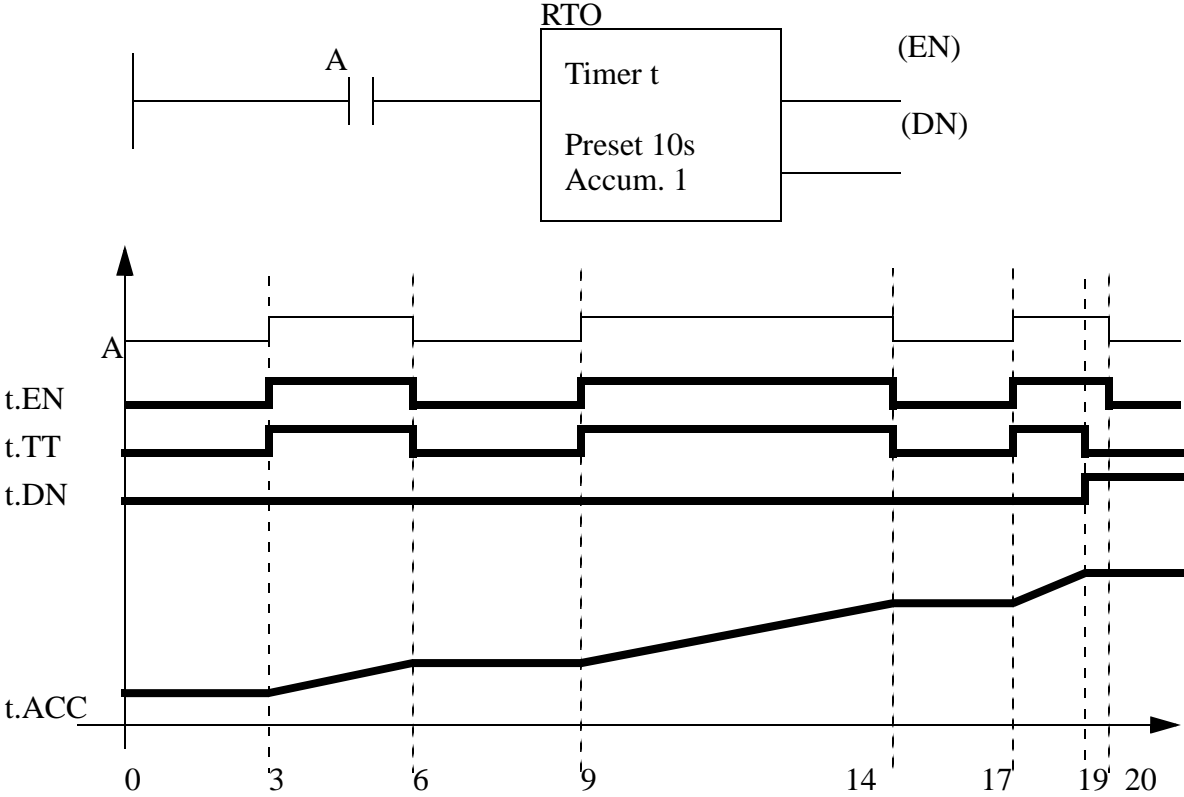 RTO
A
(EN)
Timer t
(DN)
Preset 10s
Accum. 1
A
t.EN
t.TT
t.DN
t.ACC
0 3 6 9 14 17 19 20